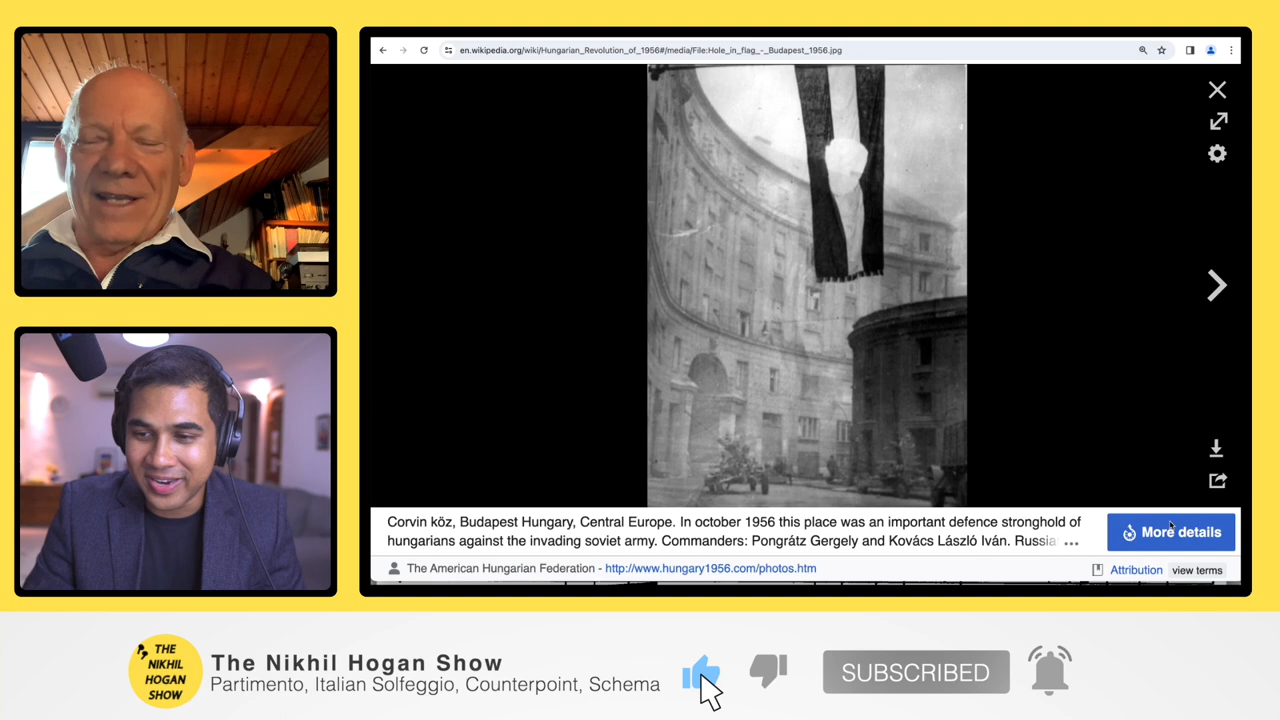 en.wikipedia.org/wiki/Hungarian_Revolution_of_1956#/media/File:Hole_in_flag_-_Budapest_1956.jpg
Corvin köz, Budapest Hungary, Central Europe. In october 1956 this place was an important defence stronghold of
hungarians against the invading soviet army. Commanders: Pongrátz Gergely and Kovács László Iván. Russia
More details
The American Hungarian Federation - http://www.hungary1956.com/photos.htm
Attribution
view terms
THE
NIKHIL
HOGAN
SHOW
The Nikhil Hogan Show
Partimento, Italian Solfeggio, Counterpoint, Schema
SUBSCRIBED